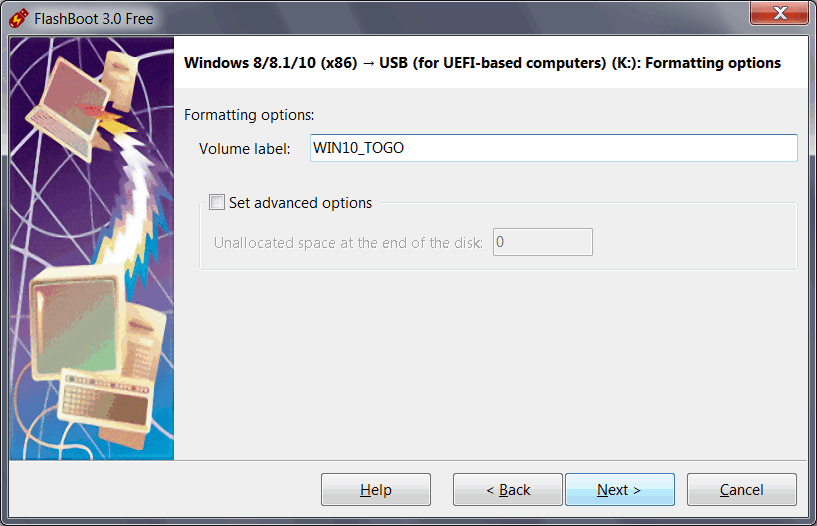 FlashBoot 3.0 Free
Windows 8/8.1/10 (x86) → USB (for UEFI-based computers) (K:): Formatting options
Formatting options:
Volume label: WIN10_TOGO
Set advanced options
Unallocated space at the end of the disk: 0
Help < Back Next > Cancel